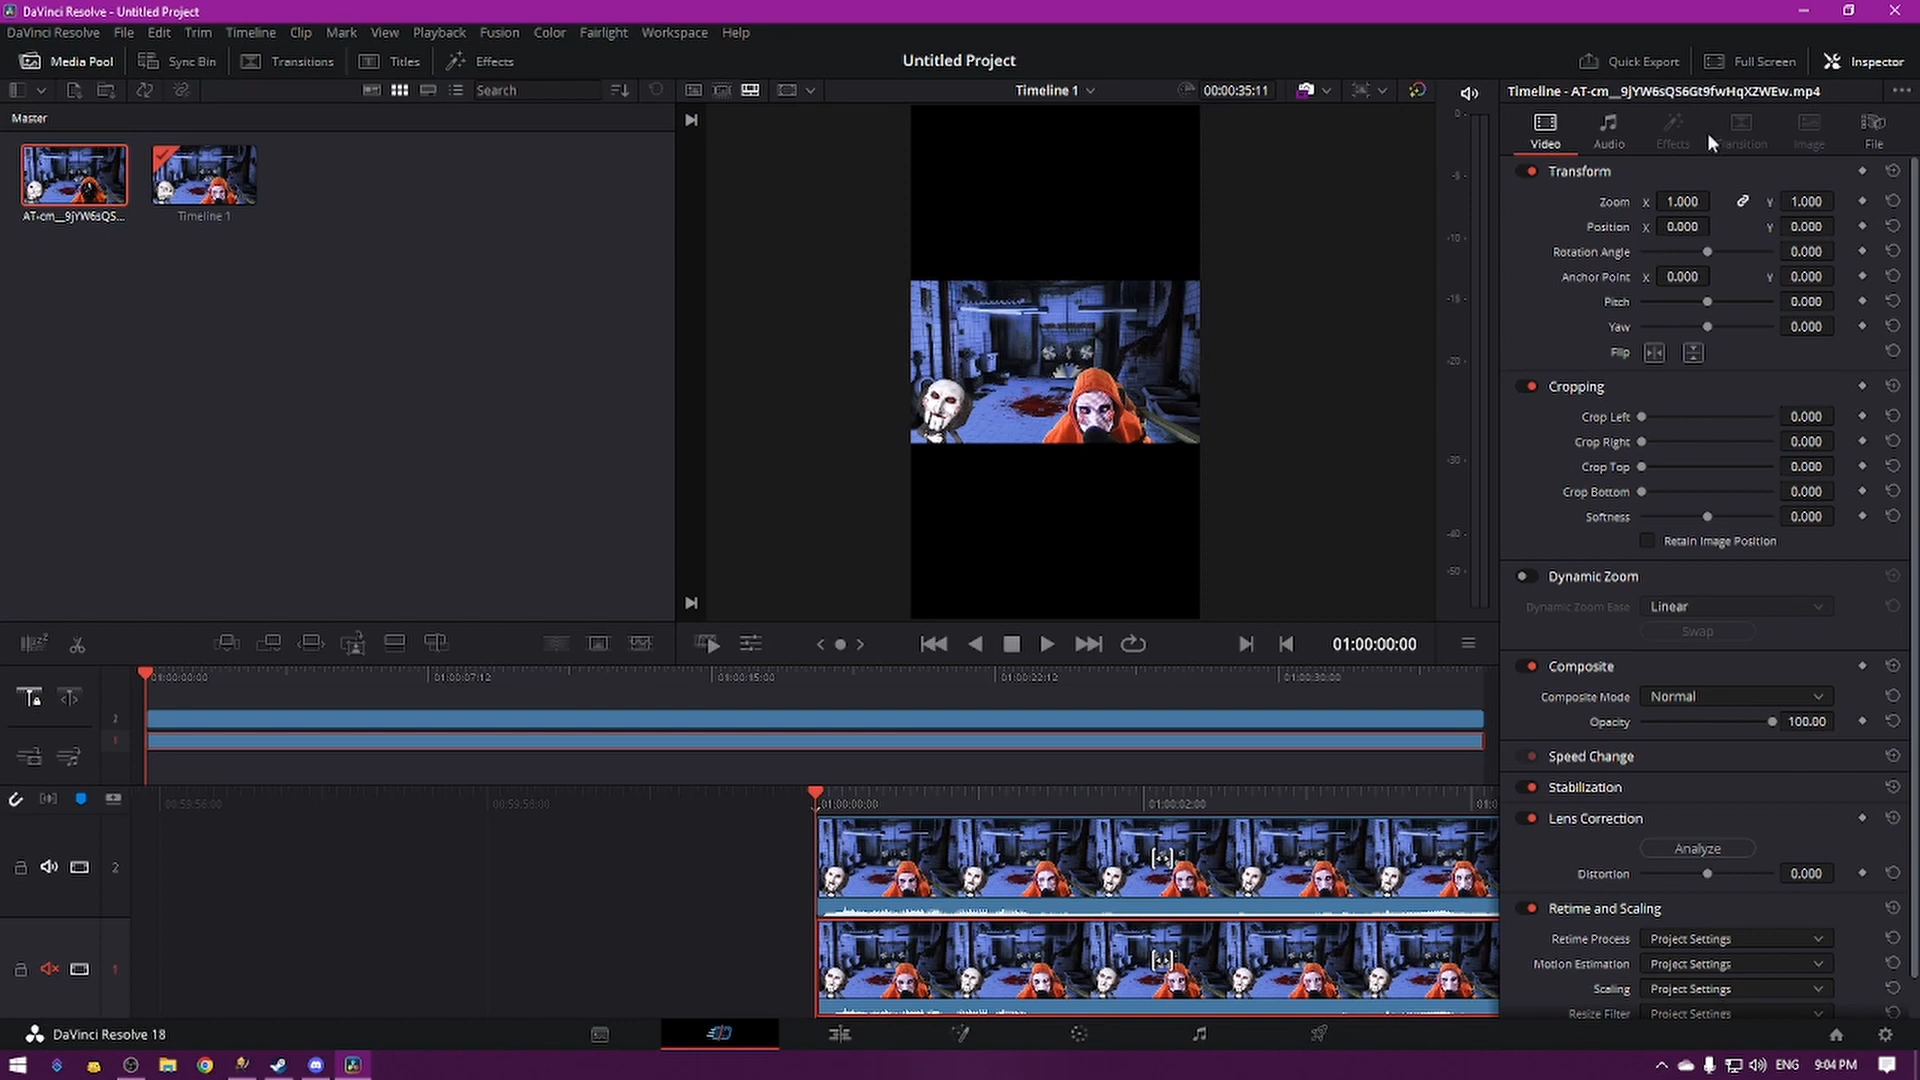 DaVinci Resolve - Untitled Project
DaVinci Resolve File Edit Trim Timeline Clip Mark View Playback Fusion Color Fairlight Workspace Help
Media Pool Sync Bin Transitions Titles Effects Untitled Project Quick Export Full Screen Inspector
Search Timeline 1 00:00:35:11 Timeline - AT-cm__9jYW6sQS6Gt9fwHqXZWEw.mp4
Master
AT-cm__9jYW6sQS... Timeline 1
0 -
-5 -
-10 -
-15 -
-20 -
-30 -
-40 -
-50 -
Video Audio Effects Transition Image File
Transform
Zoom X 1.000 Y 1.000
Position X 0.000 Y 0.000
Rotation Angle 0.000
Anchor Point X 0.000 Y 0.000
Pitch 0.000
Yaw 0.000
Flip
Cropping
Crop Left 0.000
Crop Right 0.000
Crop Top 0.000
Crop Bottom 0.000
Softness 0.000
Retain Image Position
Dynamic Zoom
Dynamic Zoom Ease Linear
Swap
Composite
Composite Mode Normal
Opacity 100.00
Speed Change
Stabilization
Lens Correction
Analyze
Distortion 0.000
Retime and Scaling
Retime Process Project Settings
Motion Estimation Project Settings
Scaling Project Settings
Resize Filter Project Settings
01:00:00:00
01:00:00:00 01:00:07:12 01:00:15:00 01:00:22:12 01:00:30:00
2
1
00:59:56:00 00:59:58:00 01:00:00:00 01:00:02:00 01:0
2
1
DaVinci Resolve 18
ENG 9:04 PM